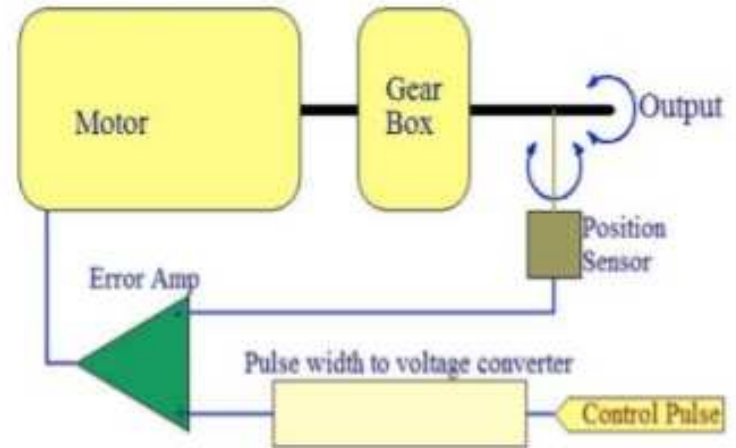 Motor
Gear
Box
Output
Position
Sensor
Error Amp
Pulse width to voltage converter
Control Pulse